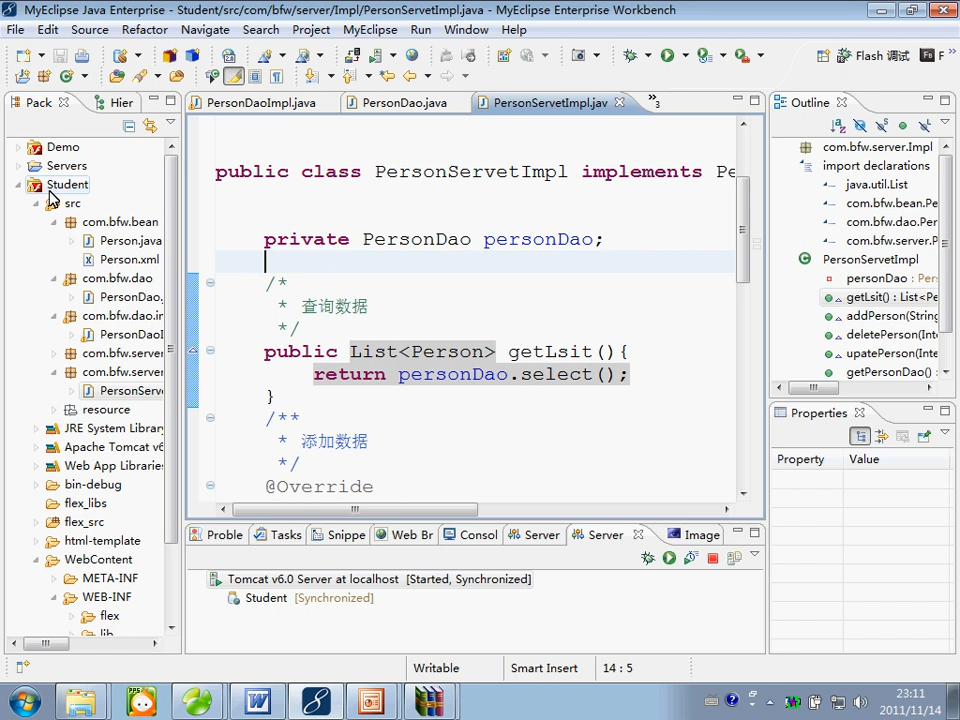 MyEclipse Java Enterprise - Student/src/com/bfw/server/Impl/PersonServetImpl.java - MyEclipse Enterprise Workbench
File Edit Source Refactor Navigate Search Project MyEclipse Run Window Help
Flash 调试
Pack
Hier
PersonDaoImpl.java
PersonDao.java
PersonServetImpl.jav
3
Outline
Demo
Servers
Student
src
com.bfw.bean
Person.java
Person.xml
com.bfw.dao
PersonDao.
com.bfw.dao.in
PersonDaoI
com.bfw.server
com.bfw.server
PersonServe
resource
JRE System Library
Apache Tomcat v6
Web App Libraries
bin-debug
flex_libs
flex_src
html-template
WebContent
META-INF
WEB-INF
flex
lib
public class PersonServetImpl implements Pe
private PersonDao personDao;
/*
* 查询数据
*/
public List<Person> getLsit(){
return personDao.select();
}
/**
* 添加数据
*/
@Override
com.bfw.server.Impl
import declarations
java.util.List
com.bfw.bean.Pe
com.bfw.dao.Per
com.bfw.server.P
PersonServetImpl
personDao : Pers
getLsit() : List<Pe
addPerson(String
deletePerson(Inte
upatePerson(Inte
getPersonDao()
Properties
Property Value
Proble
Tasks
Snippe
Web Br
Consol
Server
Server
Image
Tomcat v6.0 Server at localhost [Started, Synchronized]
Student [Synchronized]
Writable
Smart Insert
14 : 5
23:11
2011/11/14